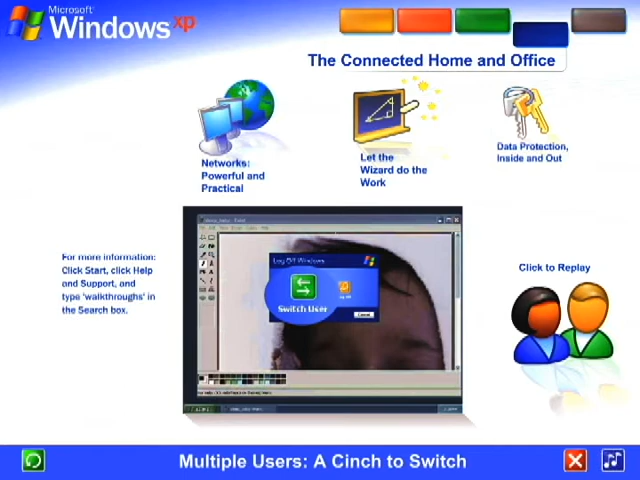 Microsoft®
Windows xp
The Connected Home and Office
Networks:
Powerful and
Practical
Let the
Wizard do the
Work
Data Protection,
Inside and Out
For more information:
Click Start, click Help
and Support, and
type 'walkthroughs' in
the Search box.
Log Off Windows
Switch User
Cancel
Click to Replay
Multiple Users: A Cinch to Switch